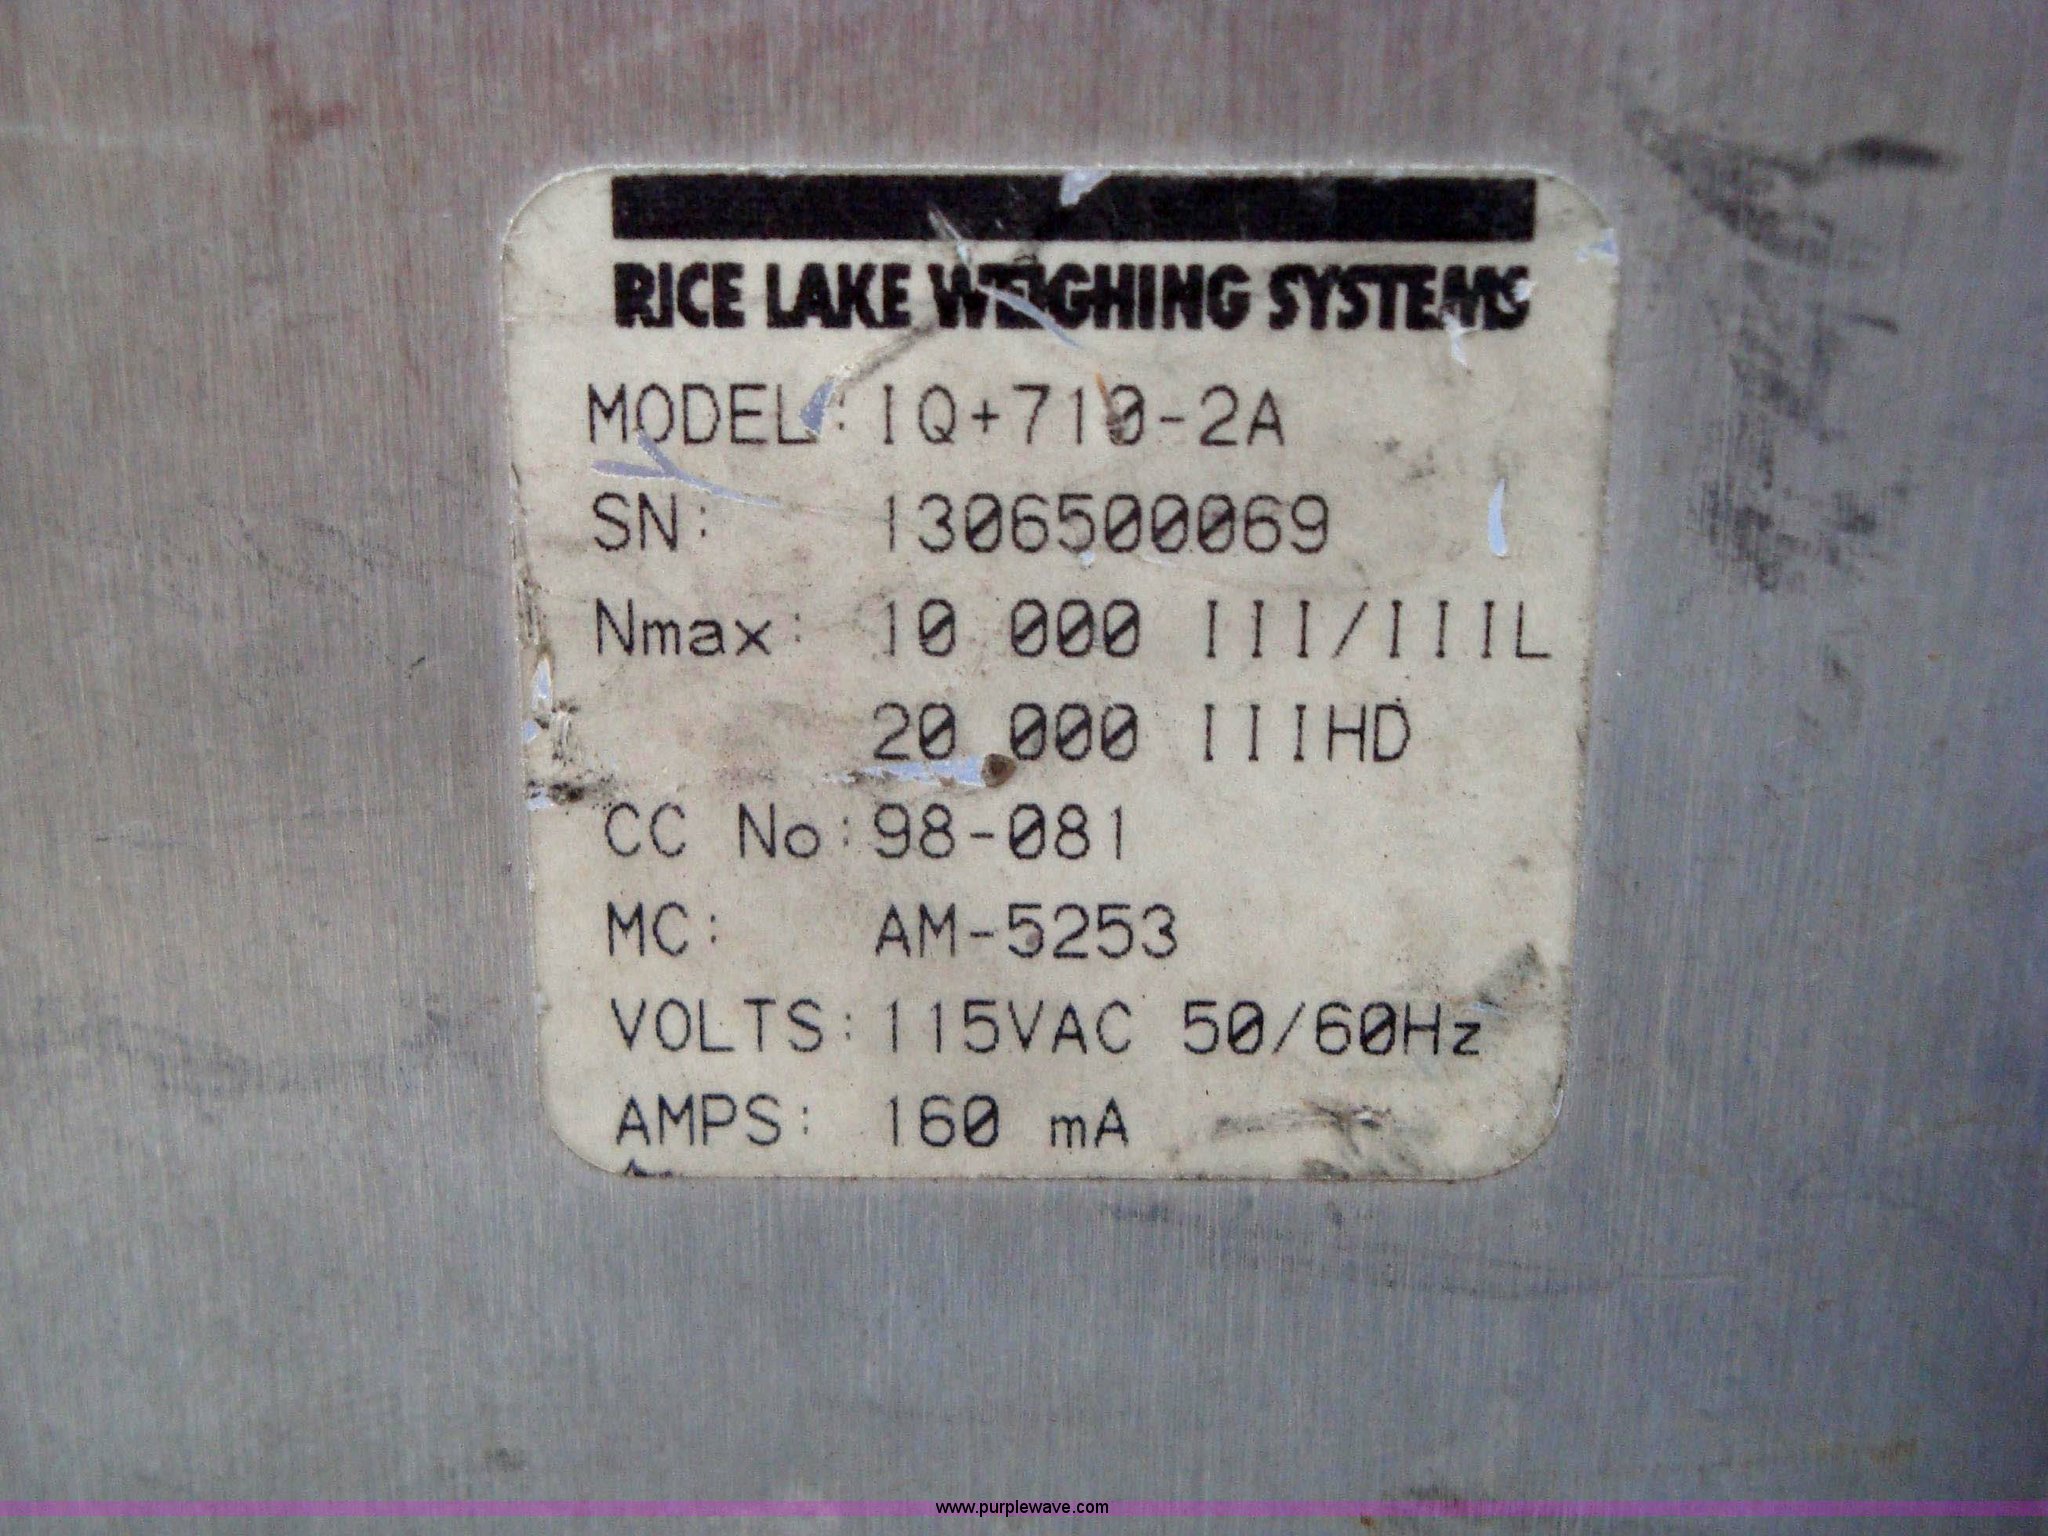 RICE LAKE WEIGHING SYSTEMS
MODEL: IQ+710-2A
SN: 1306500069
Nmax: 10 000 III/IIIL
20 000 IIIHD
CC No: 98-081
MC: AM-5253
VOLTS: 115VAC 50/60Hz
AMPS: 160 mA
www.purplewave.com